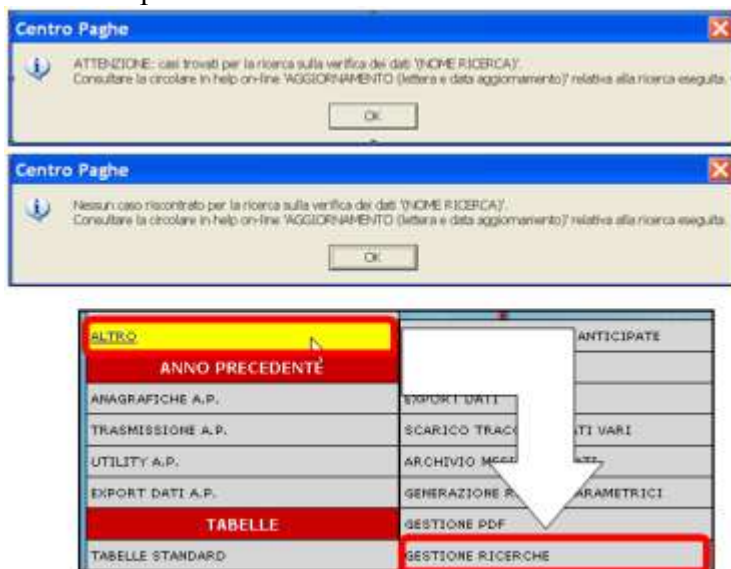 Centro Paghe
ATTENZIONE: casi trovati per la ricerca sulla verifica dei dati '(NOME RICERCA)'.
Consultare la circolare in help on-line 'AGGIORNAMENTO (lettera e data aggiornamento)' relativa alla ricerca eseguita.
OK
Centro Paghe
Nessun caso riscontrato per la ricerca sulla verifica dei dati '(NOME RICERCA)'.
Consultare la circolare in help on-line 'AGGIORNAMENTO (lettera e data aggiornamento)' relativa alla ricerca eseguita.
OK
ALTRO
ANTICIPATE
ANNO PRECEDENTE
ANAGRAFICHE A.P.
EXPORT DATI
TRASMISSIONE A.P.
SCARICO VARI
UTILITY A.P.
ARCHIVIO
EXPORT DATI A.P.
GENERAZIONE
TABELLE
GESTIONE PDF
TABELLE STANDARD
GESTIONE RICERCHE